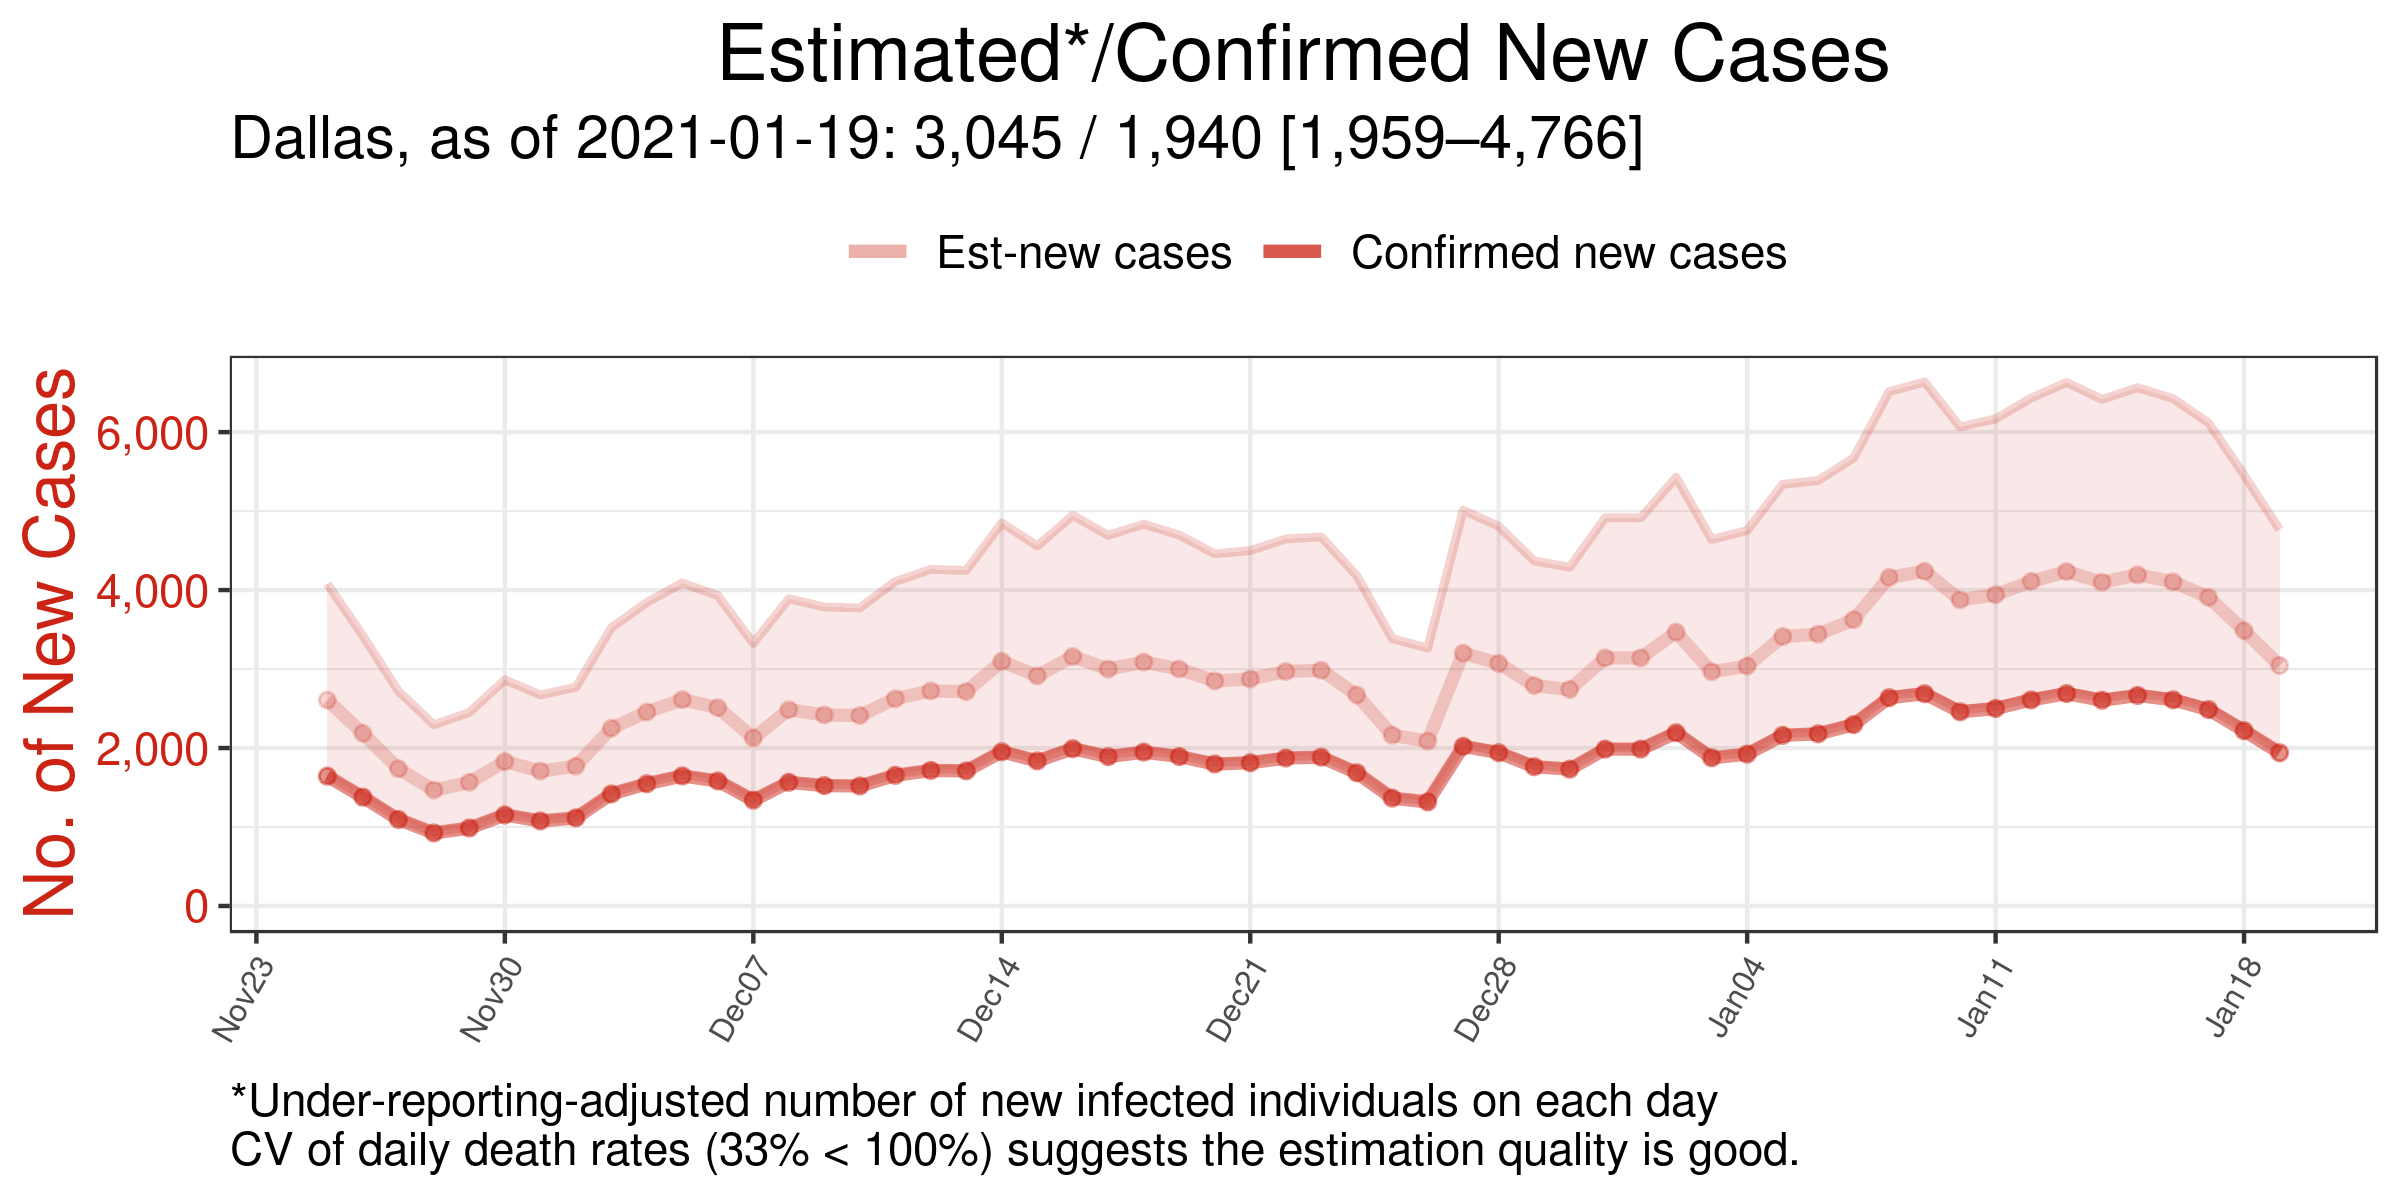 Estimated*/Confirmed New Cases
Dallas, as of 2021-01-19: 3,045 / 1,940 [1,959–4,766]
Est-new cases
Confirmed new cases
No. of New Cases
6,000
4,000
2,000
0
Nov23
Nov30
Dec07
Dec14
Dec21
Dec28
Jan04
Jan11
Jan18
*Under-reporting-adjusted number of new infected individuals on each day
CV of daily death rates (33% < 100%) suggests the estimation quality is good.